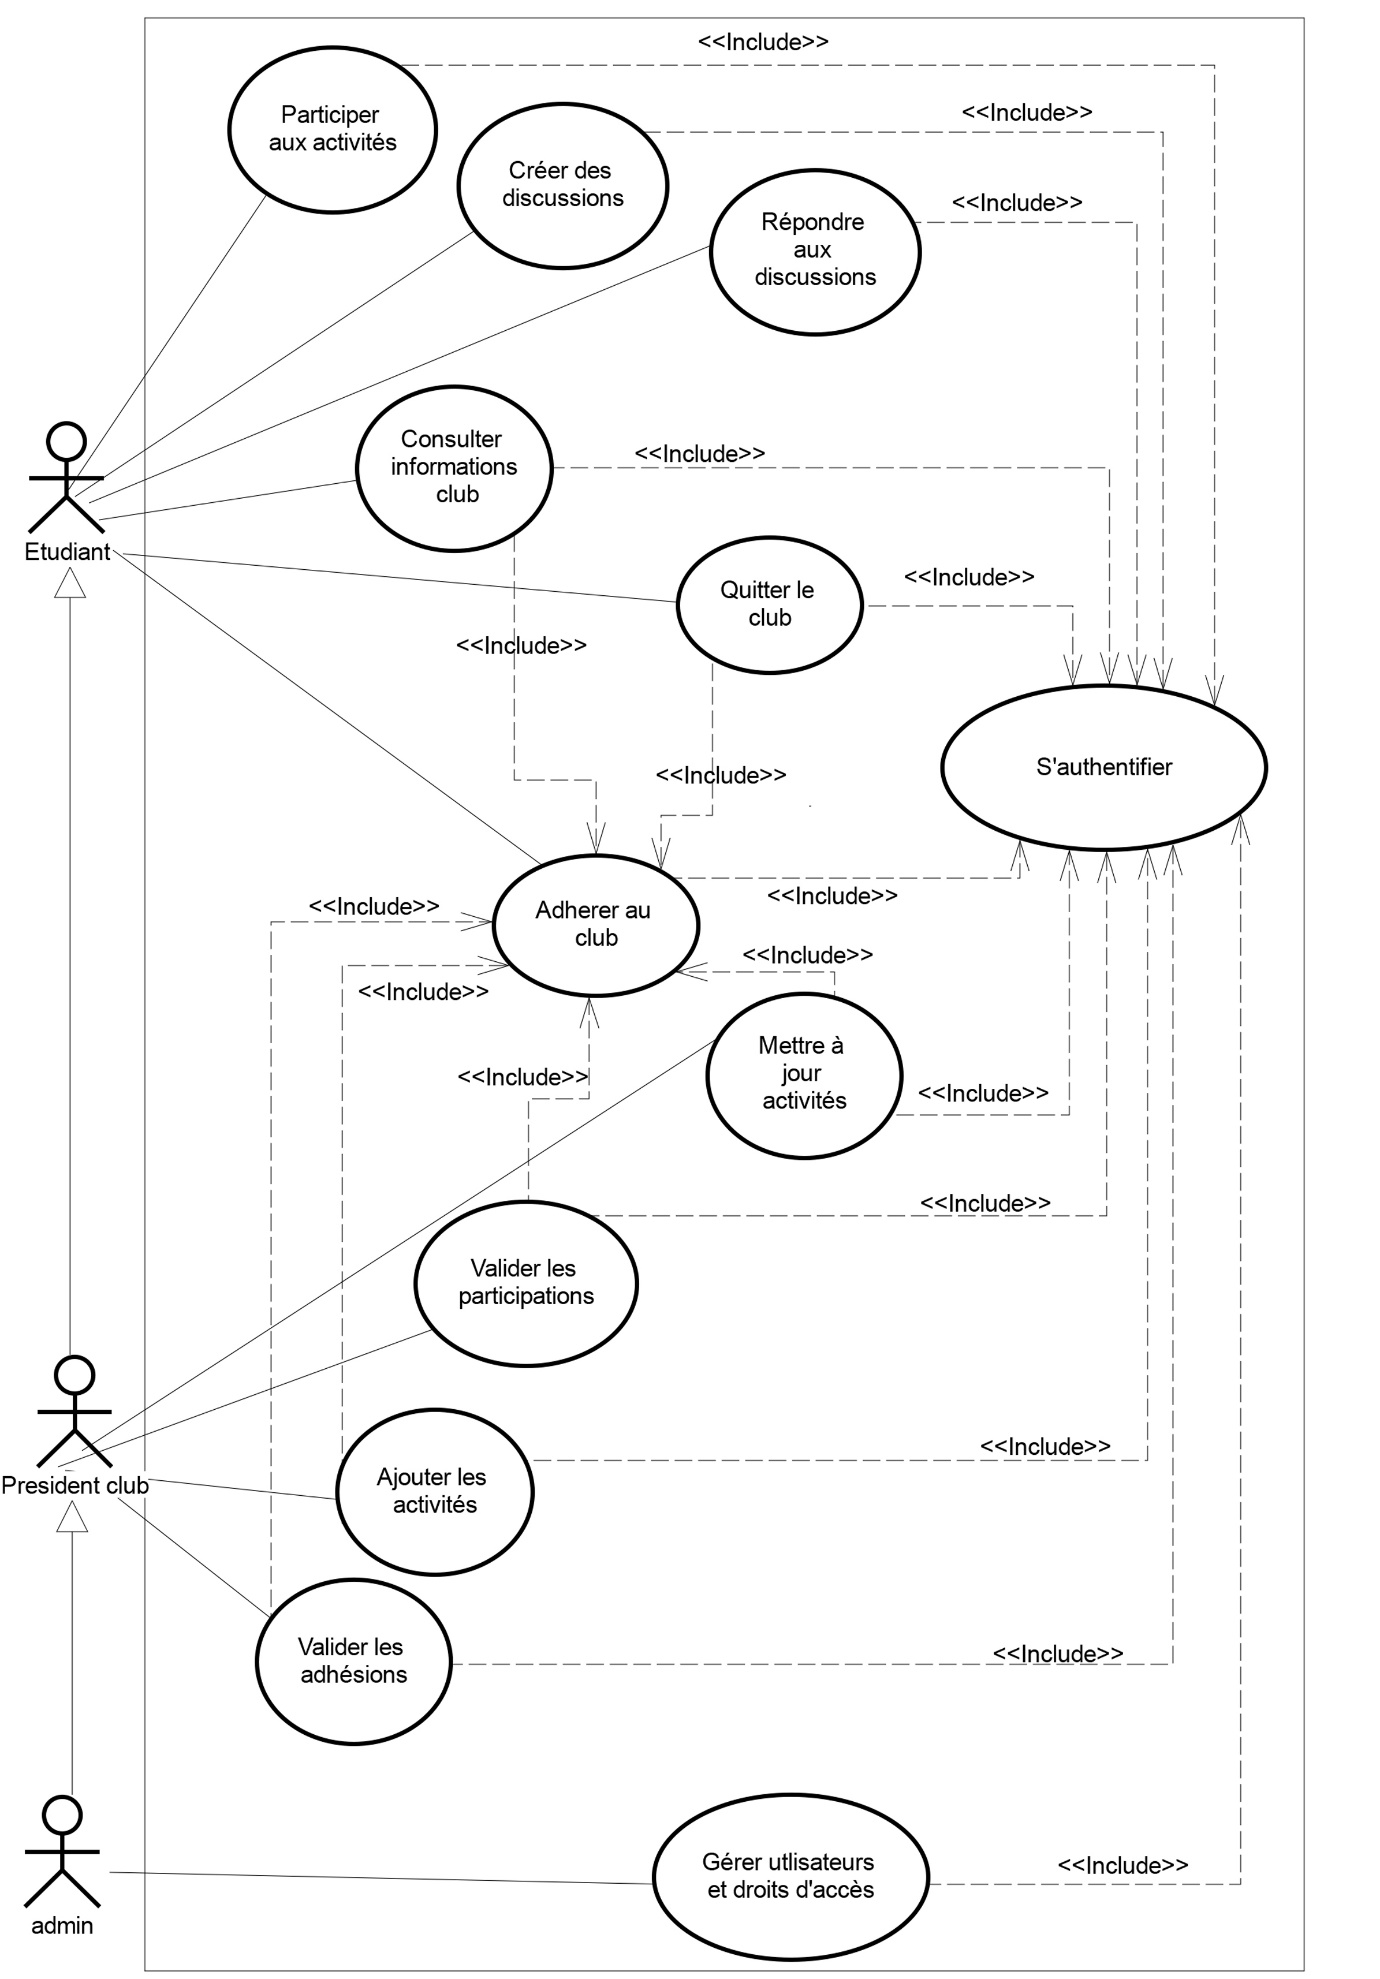 <<Include>>
Participer
aux activités
<<Include>>
Créer des
discussions
<<Include>>
Répondre
aux
discussions
Consulter
informations
club
<<Include>>
Etudiant
Quitter le
club
<<Include>>
<<Include>>
<<Include>>
S'authentifier
<<Include>>
<<Include>>
Adherer au
club
<<Include>>
<<Include>>
<<Include>>
Mettre à
jour
activités
<<Include>>
<<Include>>
Valider les
participations
<<Include>>
Ajouter les
activités
President club
Valider les
adhésions
<<Include>>
Gérer utlisateurs
et droits d'accès
<<Include>>
admin